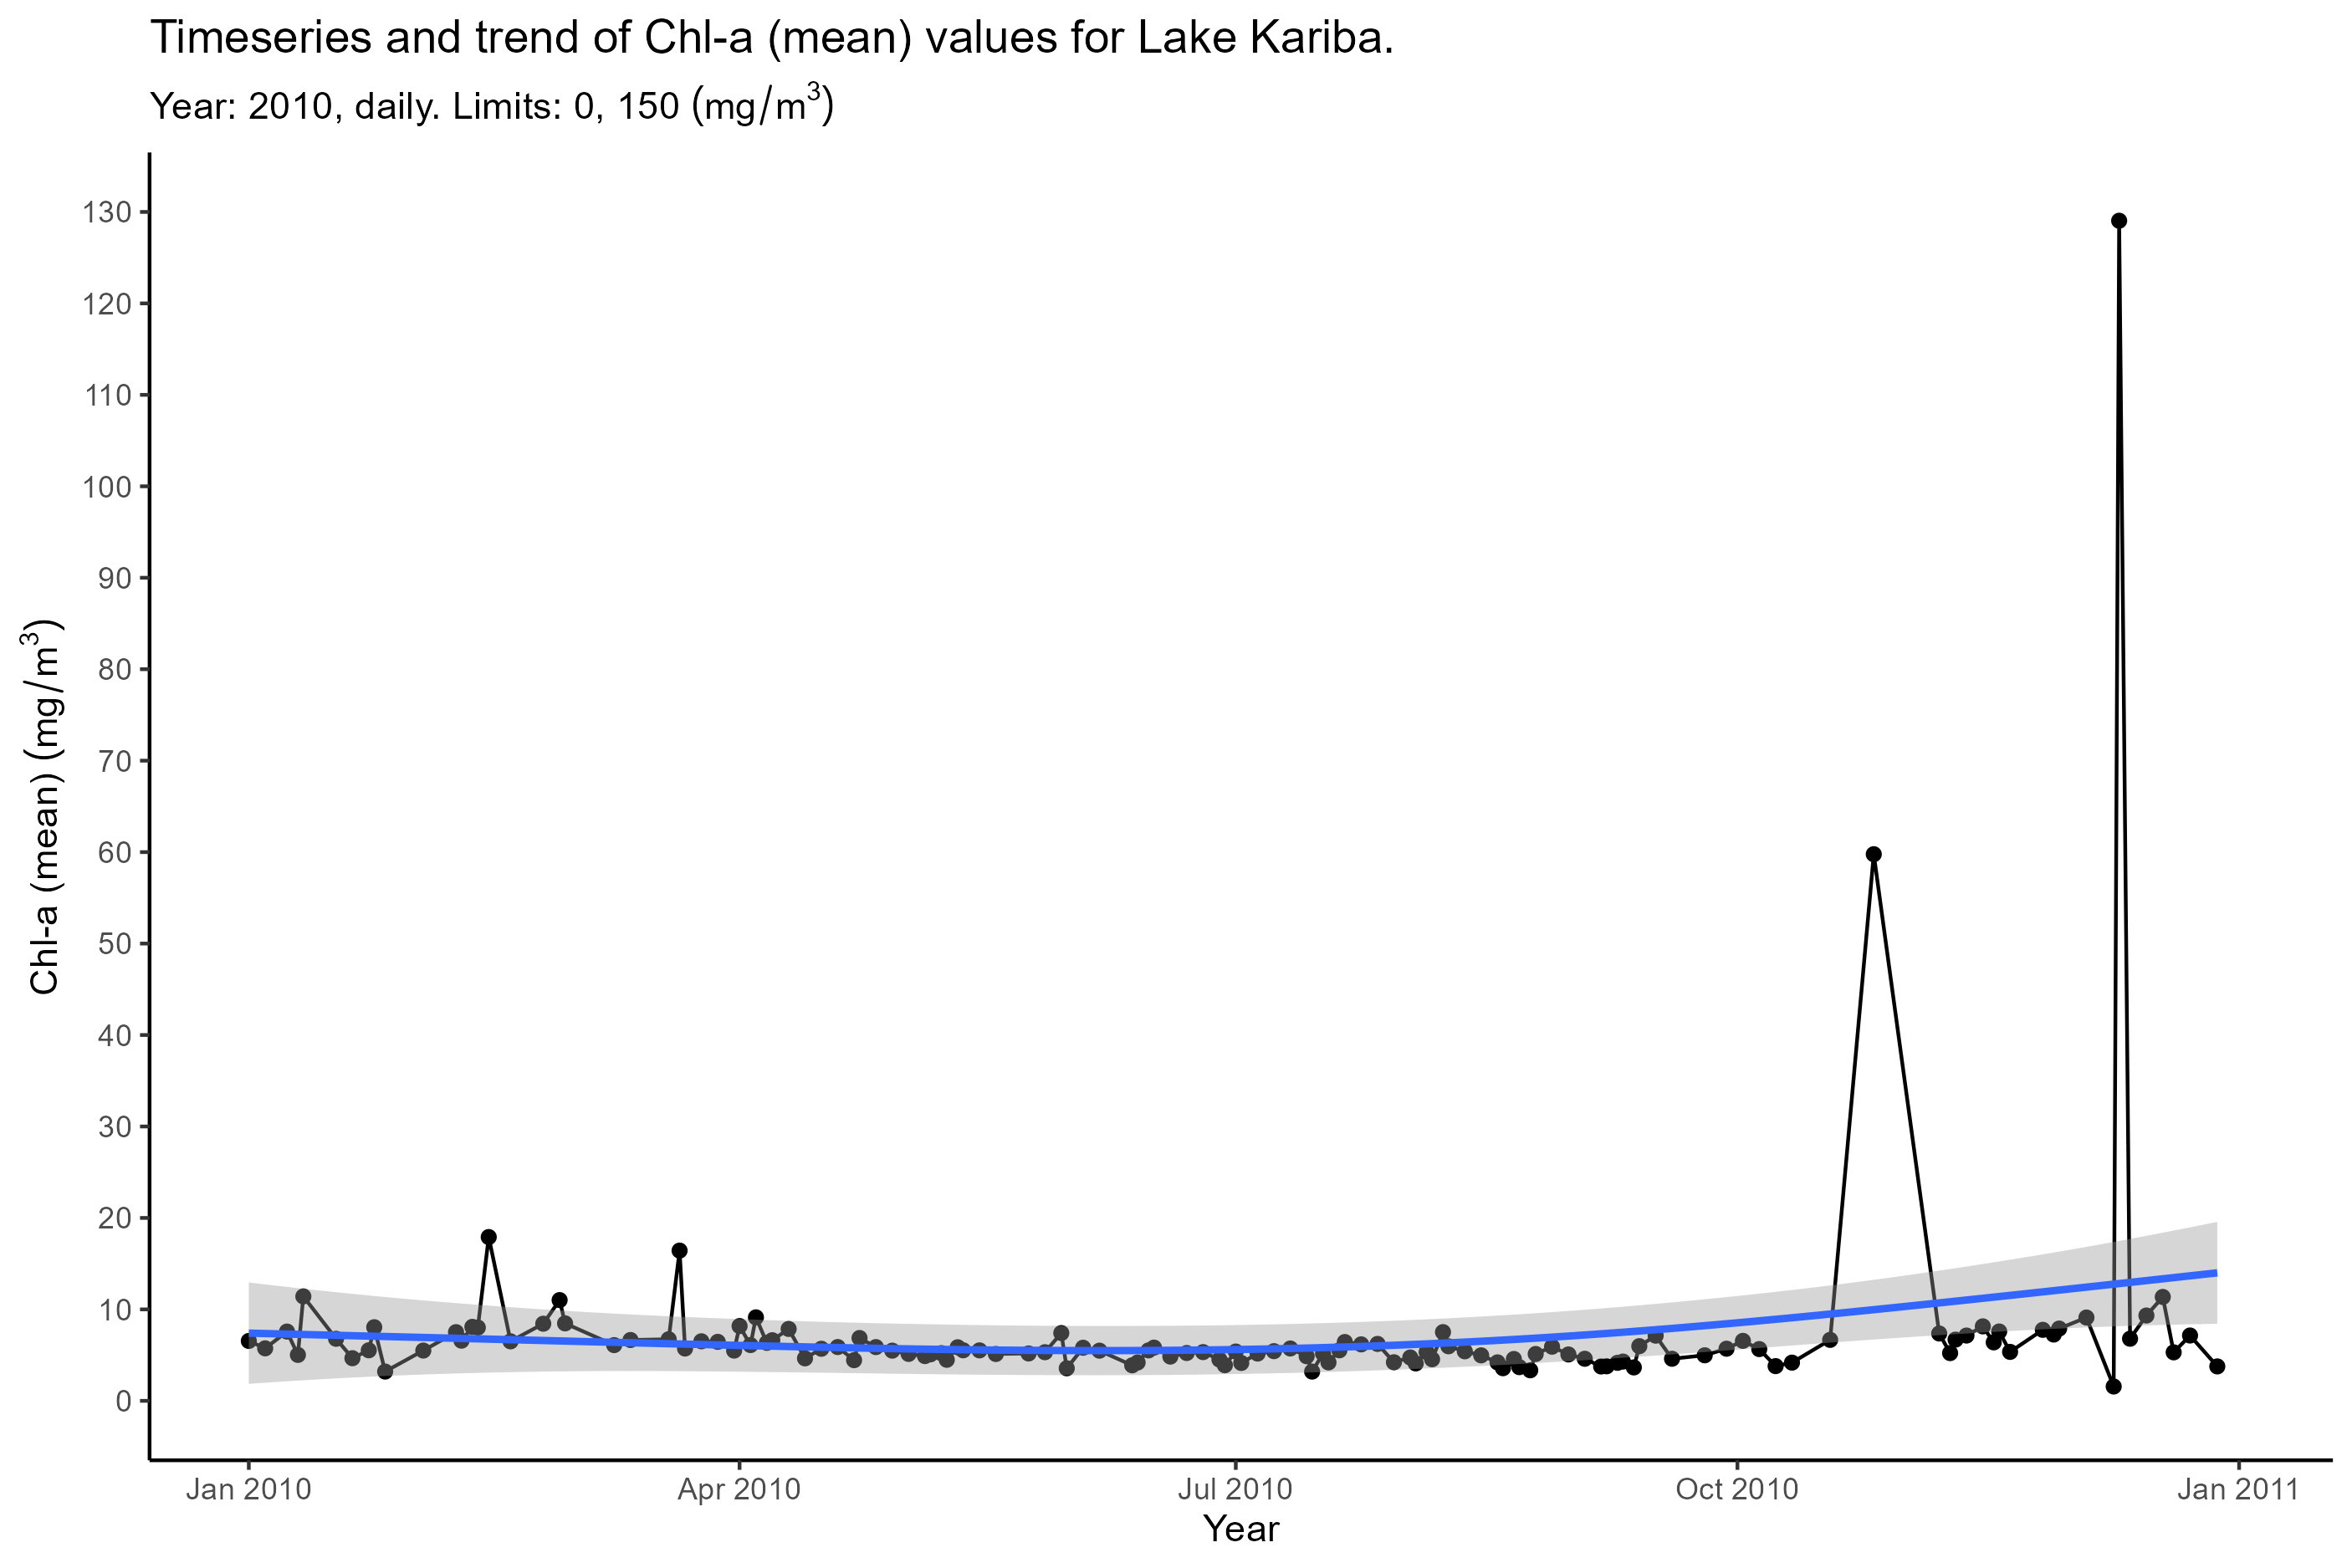 Timeseries and trend of Chl-a (mean) values for Lake Kariba.
Year: 2010, daily. Limits: 0, 150 (mg/m³)
130
120
110
100
90
80
70
60
50
40
30
20
10
0
Chl-a (mean) (mg/m³)
Jan 2010 Apr 2010 Jul 2010 Oct 2010 Jan 2011
Year